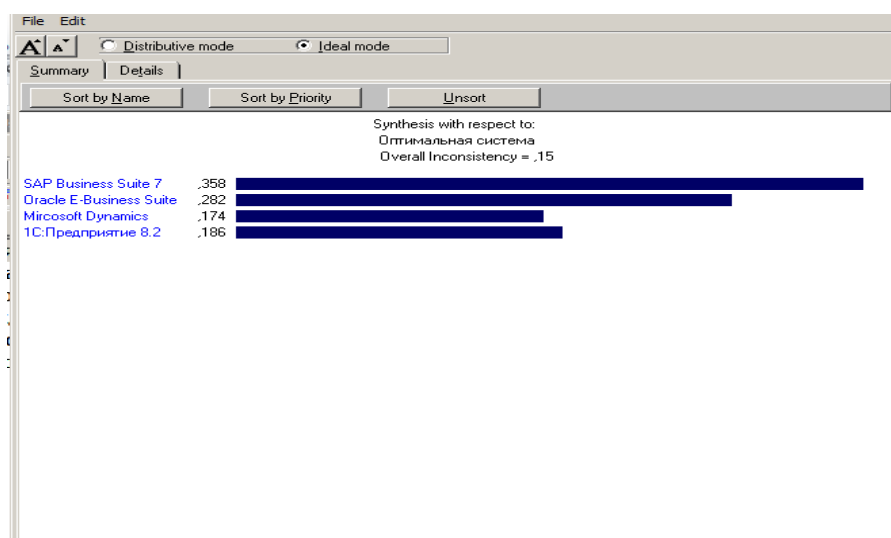 File Edit
A A Distributive mode Ideal mode
Summary Details
Sort by Name Sort by Priority Unsort
Synthesis with respect to:
Оптимальная система
Overall Inconsistency = ,15
SAP Business Suite 7 ,358
Oracle E-Business Suite ,282
Mircosoft Dynamics ,174
1С:Предприятие 8.2 ,186